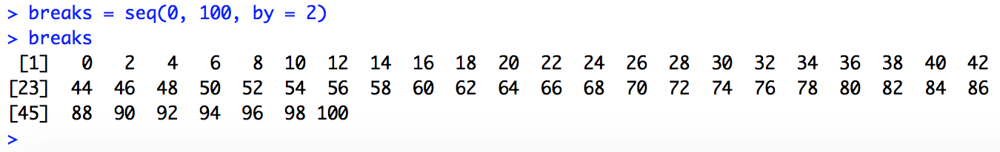 > breaks = seq(0, 100, by = 2)
> breaks
 [1]   0   2   4   6   8  10  12  14  16  18  20  22  24  26  28  30  32  34  36  38  40  42
[23]  44  46  48  50  52  54  56  58  60  62  64  66  68  70  72  74  76  78  80  82  84  86
[45]  88  90  92  94  96  98 100
>